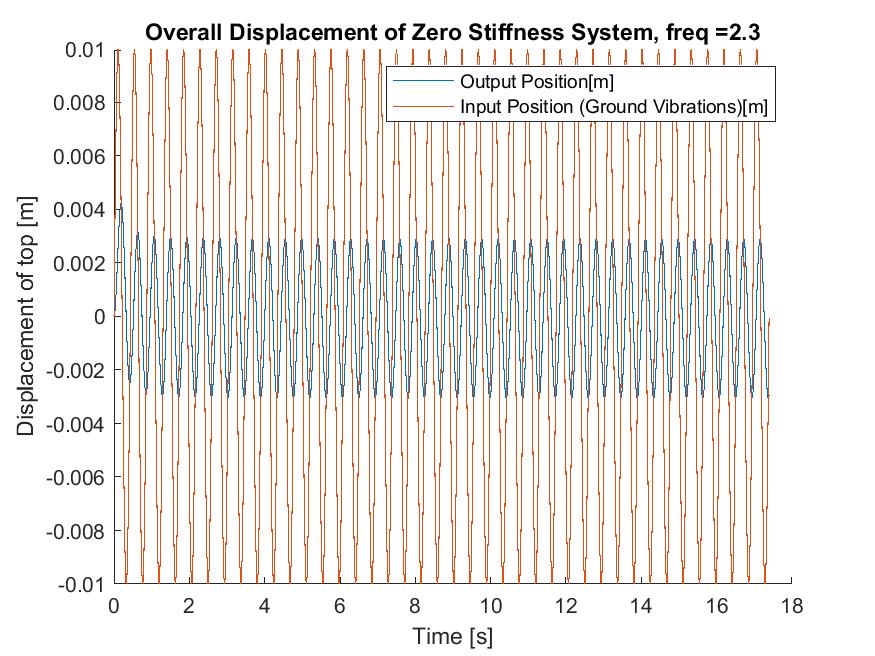 Overall Displacement of Zero Stiffness System, freq =2.3
0.01
0.008
0.006
0.004
0.002
0
-0.002
-0.004
-0.006
-0.008
-0.01
Displacement of top [m]
Output Position[m]
Input Position (Ground Vibrations)[m]
0 2 4 6 8 10 12 14 16 18
Time [s]